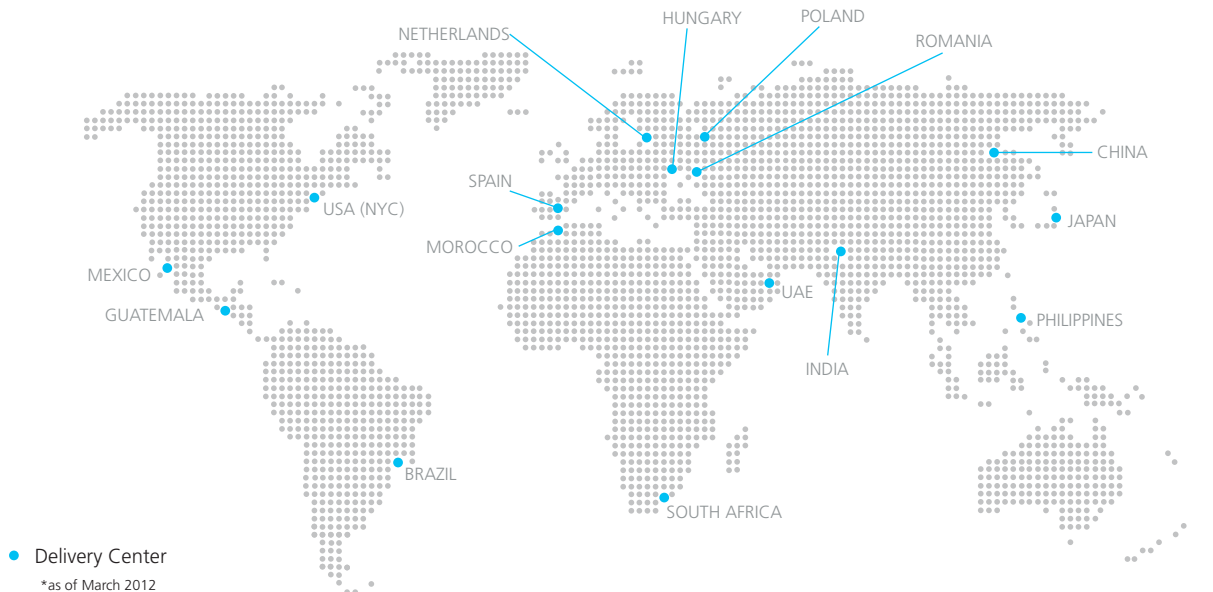 HUNGARY
POLAND
NETHERLANDS
ROMANIA
CHINA
SPAIN
USA (NYC)
JAPAN
MOROCCO
MEXICO
UAE
GUATEMALA
PHILIPPINES
INDIA
BRAZIL
SOUTH AFRICA
Delivery Center
*as of March 2012